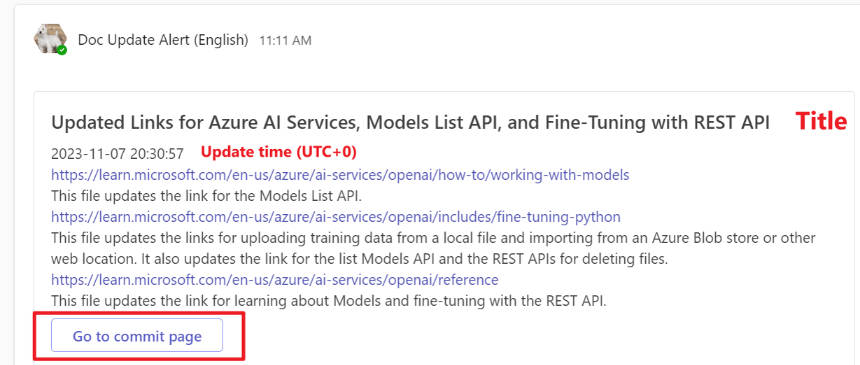 Doc Update Alert (English) 11:11 AM
Updated Links for Azure AI Services, Models List API, and Fine-Tuning with REST API Title
2023-11-07 20:30:57 Update time (UTC+0)
https://learn.microsoft.com/en-us/azure/ai-services/openai/how-to/working-with-models
This file updates the link for the Models List API.
https://learn.microsoft.com/en-us/azure/ai-services/openai/includes/fine-tuning-python
This file updates the links for uploading training data from a local file and importing from an Azure Blob store or other
web location. It also updates the link for the list Models API and the REST APIs for deleting files.
https://learn.microsoft.com/en-us/azure/ai-services/openai/reference
This file updates the link for learning about Models and fine-tuning with the REST API.
Go to commit page